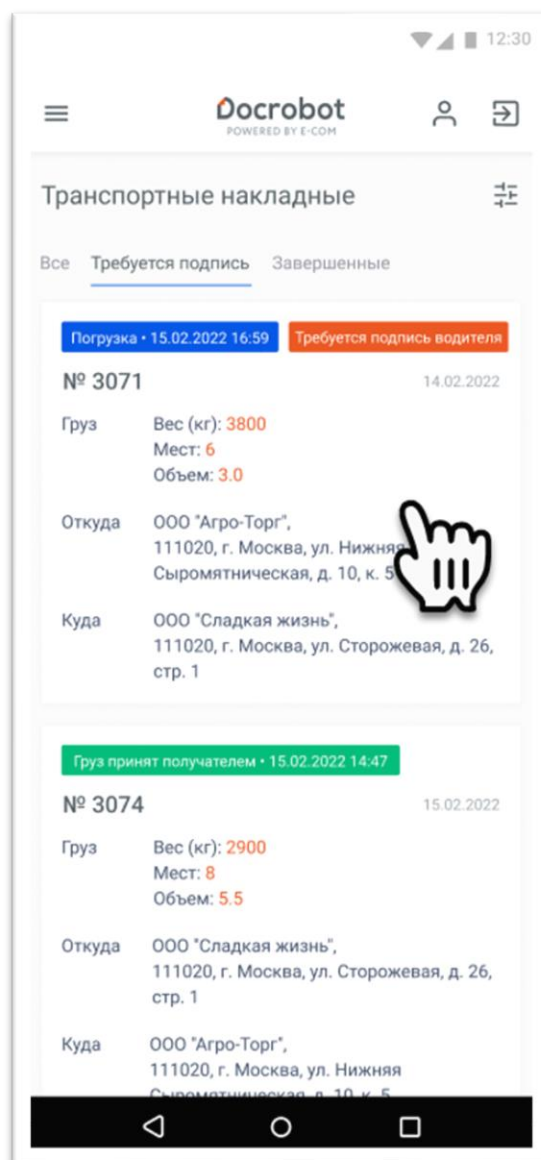 12:30
Docrobot
POWERED BY E-COM
Транспортные накладные
Все Требуется подпись Завершенные
Погрузка • 15.02.2022 16:59 Требуется подпись водителя
№ 3071 14.02.2022
Груз Вес (кг): 3800
Мест: 6
Объем: 3.0
Откуда ООО "Агро-Торг",
111020, г. Москва, ул. Нижняя
Сыромятническая, д. 10, к. 5
Куда ООО "Сладкая жизнь",
111020, г. Москва, ул. Сторожевая, д. 26,
стр. 1
Груз принят получателем • 15.02.2022 14:47
№ 3074 15.02.2022
Груз Вес (кг): 2900
Мест: 8
Объем: 5.5
Откуда ООО "Сладкая жизнь",
111020, г. Москва, ул. Сторожевая, д. 26,
стр. 1
Куда ООО "Агро-Торг",
111020, г. Москва, ул. Нижняя
Сыромятническая, д. 10, к. 5